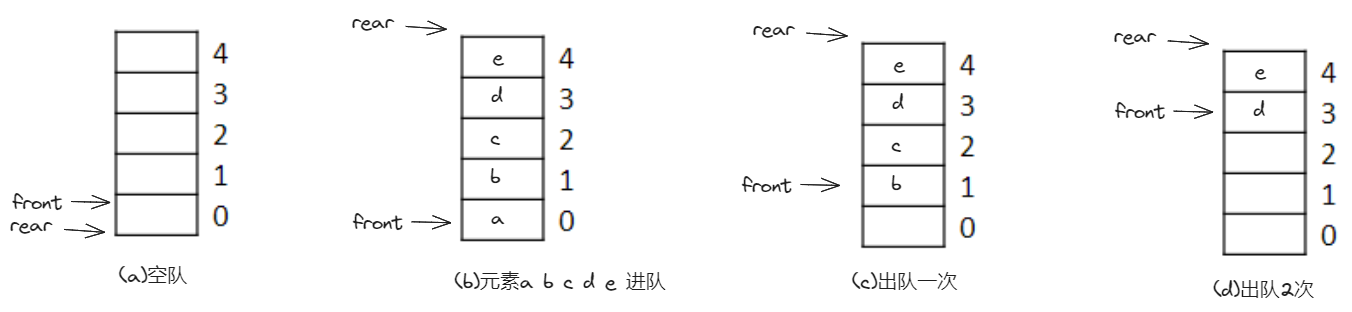 4
3
2
1
0
front
rear
(a)空队
rear
e
4
d
3
c
2
b
1
front
a
0
(b)元素a b c d e 进队
rear
e
4
d
3
c
2
front
b
1
0
(c)出队一次
rear
e
4
front
d
3
2
1
0
(d)出队2次